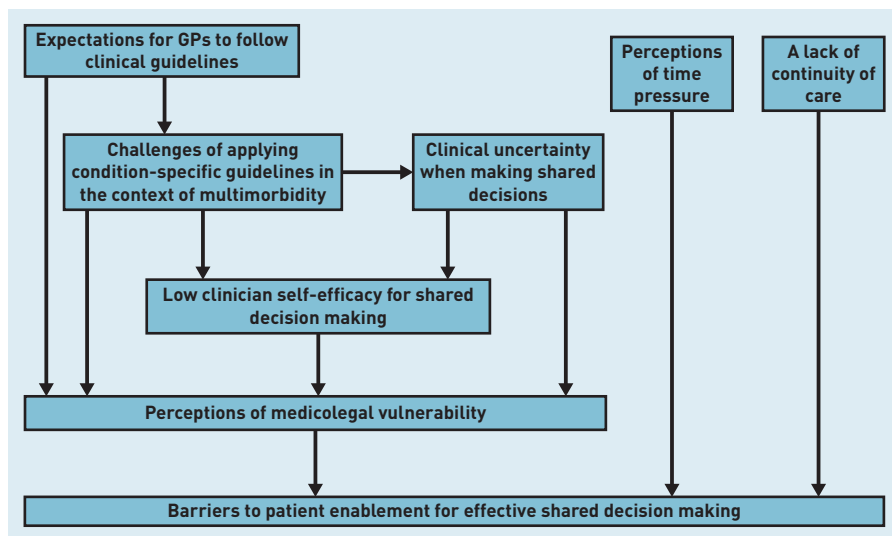 Expectations for GPs to follow
clinical guidelines
Perceptions
of time
pressure
A lack of
continuity of
care
Challenges of applying
condition-specific guidelines in
the context of multimorbidity
Clinical uncertainty
when making shared
decisions
Low clinician self-efficacy for shared
decision making
Perceptions of medicolegal vulnerability
Barriers to patient enablement for effective shared decision making